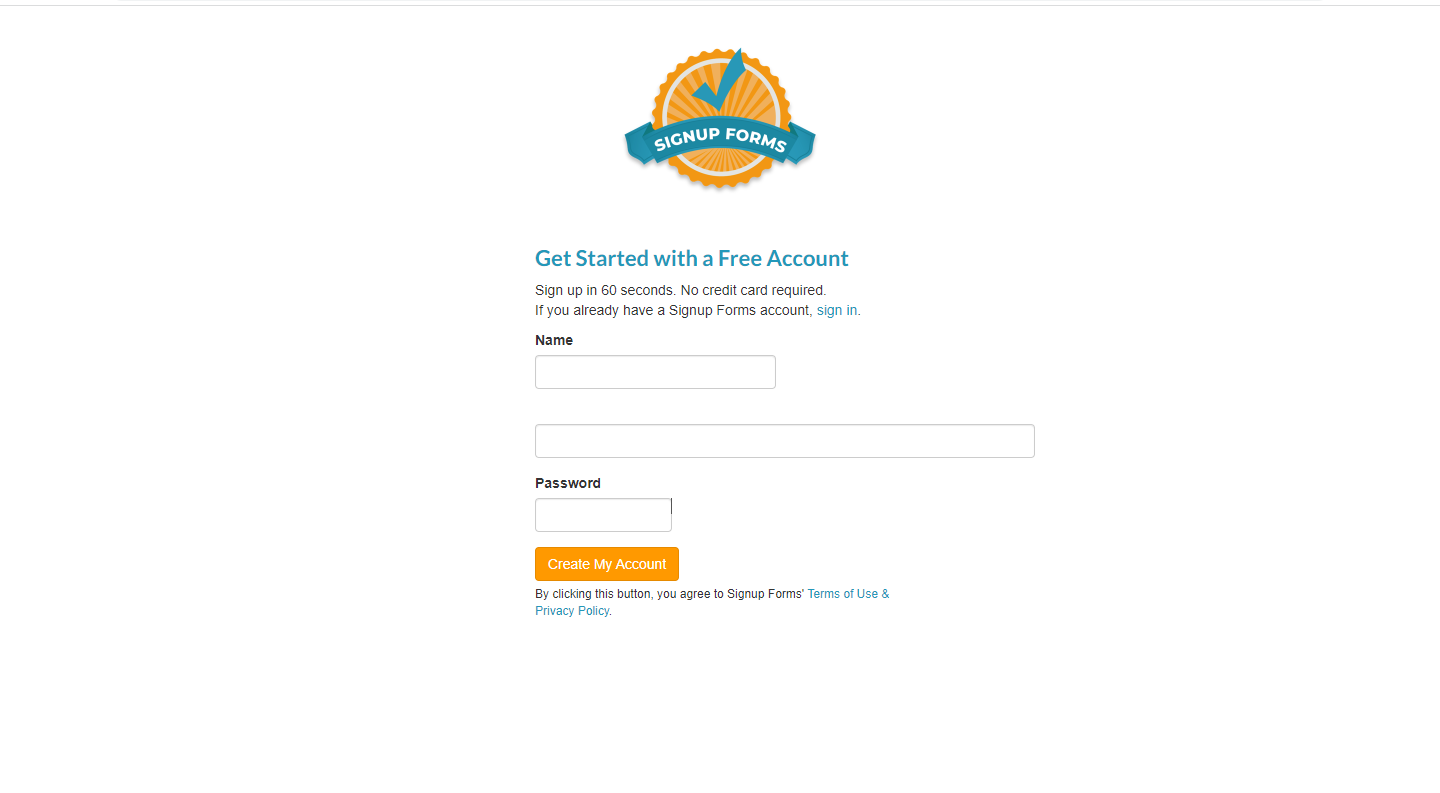 SIGNUP FORMS
Get Started with a Free Account
Sign up in 60 seconds. No credit card required.
If you already have a Signup Forms account, sign in.
Name
Password
Create My Account
By clicking this button, you agree to Signup Forms' Terms of Use &
Privacy Policy.